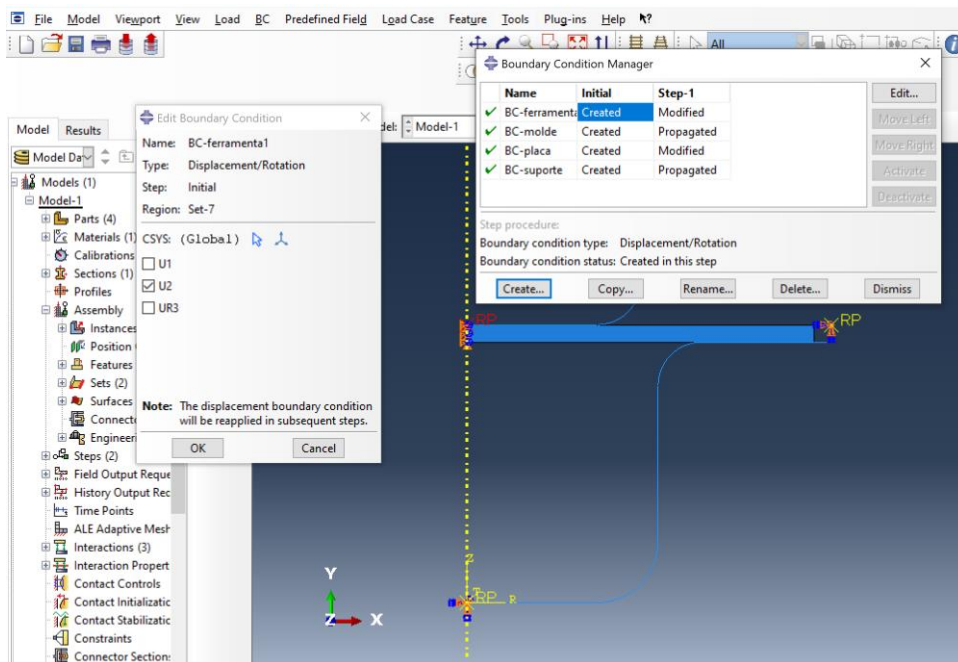 File Model Viewport View Load BC Predefined Field Load Case Feature Tools Plug-ins Help
All
Boundary Condition Manager
Name Initial Step-1
BC-ferramenta Created Modified
BC-molde Created Propagated
BC-placa Created Modified
BC-suporte Created Propagated
Edit...
Move Left
Move Right
Activate
Deactivate
Step procedure:
Boundary condition type: Displacement/Rotation
Boundary condition status: Created in this step
Create... Copy... Rename... Delete... Dismiss
Edit Boundary Condition
Name: BC-ferramenta1
Type: Displacement/Rotation
Step: Initial
Region: Set-7
CSYS: (Global)
U1
U2
UR3
Note: The displacement boundary condition
will be reapplied in subsequent steps.
OK Cancel
del: Model-1
Model Results
Model Da
Models (1)
Model-1
Parts (4)
Materials (1)
Calibrations
Sections (1)
Profiles
Assembly
Instances
Position
Features
Sets (2)
Surfaces
Connecto
Engineeri
Steps (2)
Field Output Reque
History Output Rec
Time Points
ALE Adaptive Mesh
Interactions (3)
Interaction Propert
Contact Controls
Contact Initializatic
Contact Stabilizatic
Constraints
Connector Section:
RP
RP
Z
RP R
Y
Z X